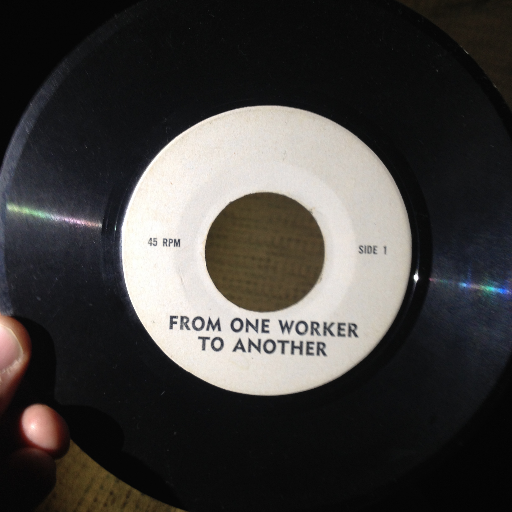 45 RPM
SIDE 1
FROM ONE WORKER
TO ANOTHER